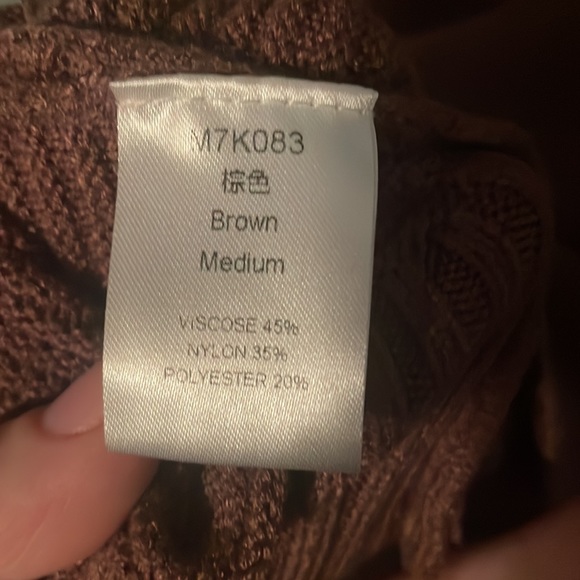 M7K083
棕色
Brown
Medium
VISCOSE 45%
NYLON 35%
POLYESTER 20%